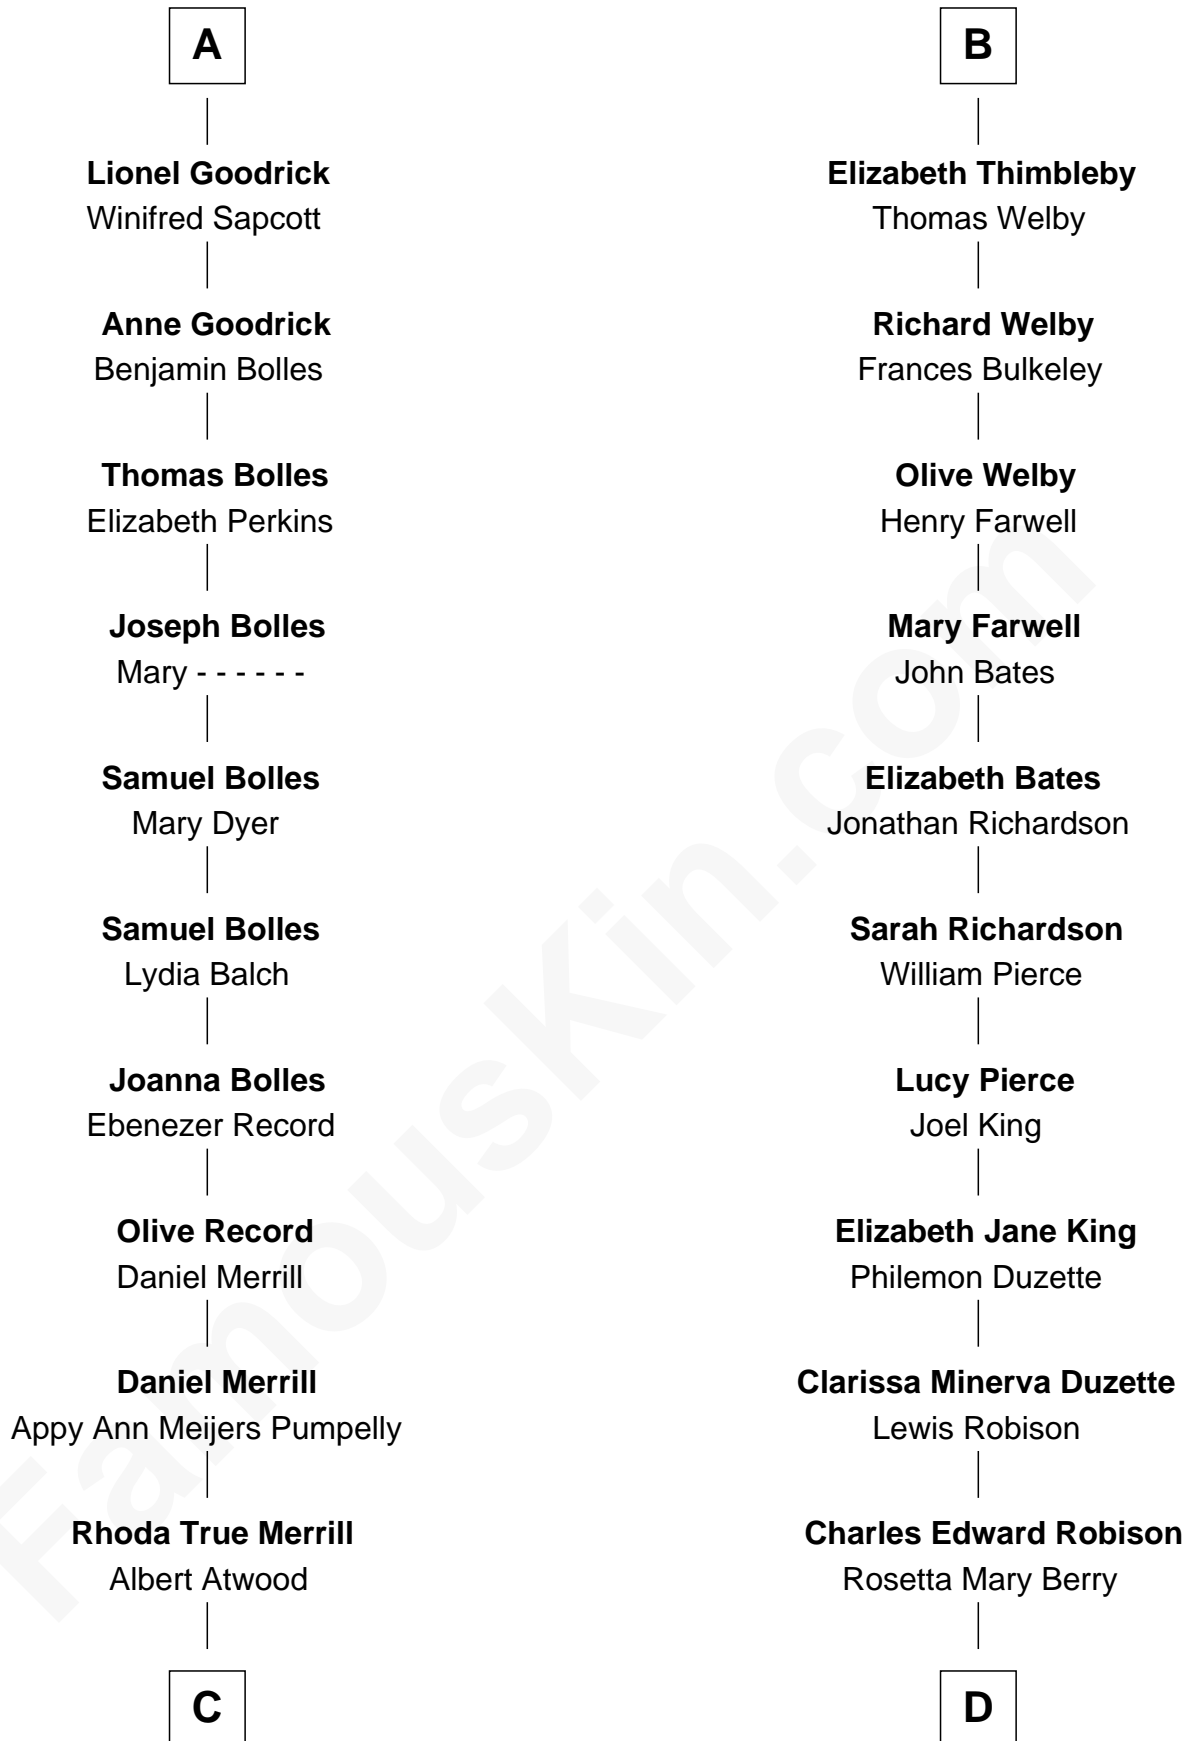 A
Lionel Goodrick
Winifred Sapcott
Anne Goodrick
Benjamin Bolles
Thomas Bolles
Elizabeth Perkins
Joseph Bolles
Mary - - - - - -
Samuel Bolles
Mary Dyer
Samuel Bolles
Lydia Balch
Joanna Bolles
Ebenezer Record
Olive Record
Daniel Merrill
Daniel Merrill
Appy Ann Meijers Pumpelly
Rhoda True Merrill
Albert Atwood
C
B
Elizabeth Thimbleby
Thomas Welby
Richard Welby
Frances Bulkeley
Olive Welby
Henry Farwell
Mary Farwell
John Bates
Elizabeth Bates
Jonathan Richardson
Sarah Richardson
William Pierce
Lucy Pierce
Joel King
Elizabeth Jane King
Philemon Duzette
Clarissa Minerva Duzette
Lewis Robison
Charles Edward Robison
Rosetta Mary Berry
D
FamousKin.com